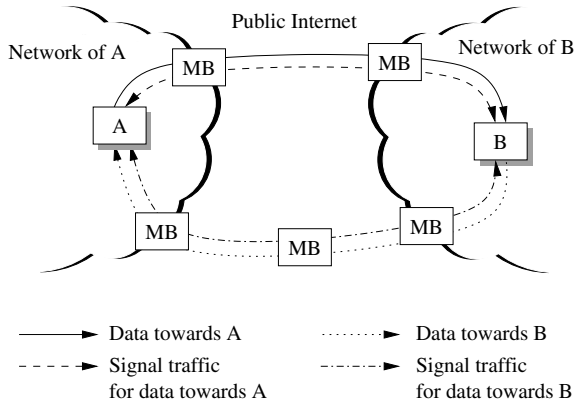 Public Internet
Network of A
Network of B
MB
MB
A
B
MB
MB
MB
Data towards A
Data towards B
Signal traffic
for data towards A
Signal traffic
for data towards B